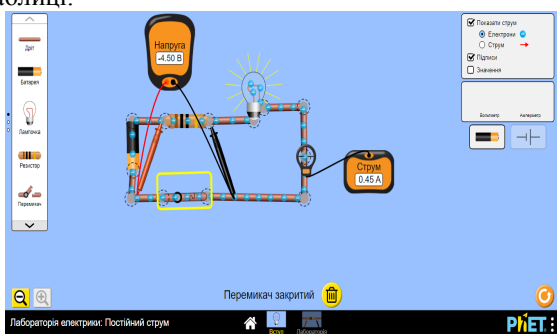 аблиці.
Напруга
-4.50 В
Показати струм
Електрони
Струм
Підписи
Значення
Дріт
Батарея
Лампочка
Резистор
Перемикач
Вольтметр
Амперметр
Струм
0.45 А
Перемикач закритий
Лабораторія електрики: Постійний струм
Вступ
Лабораторія
PhET